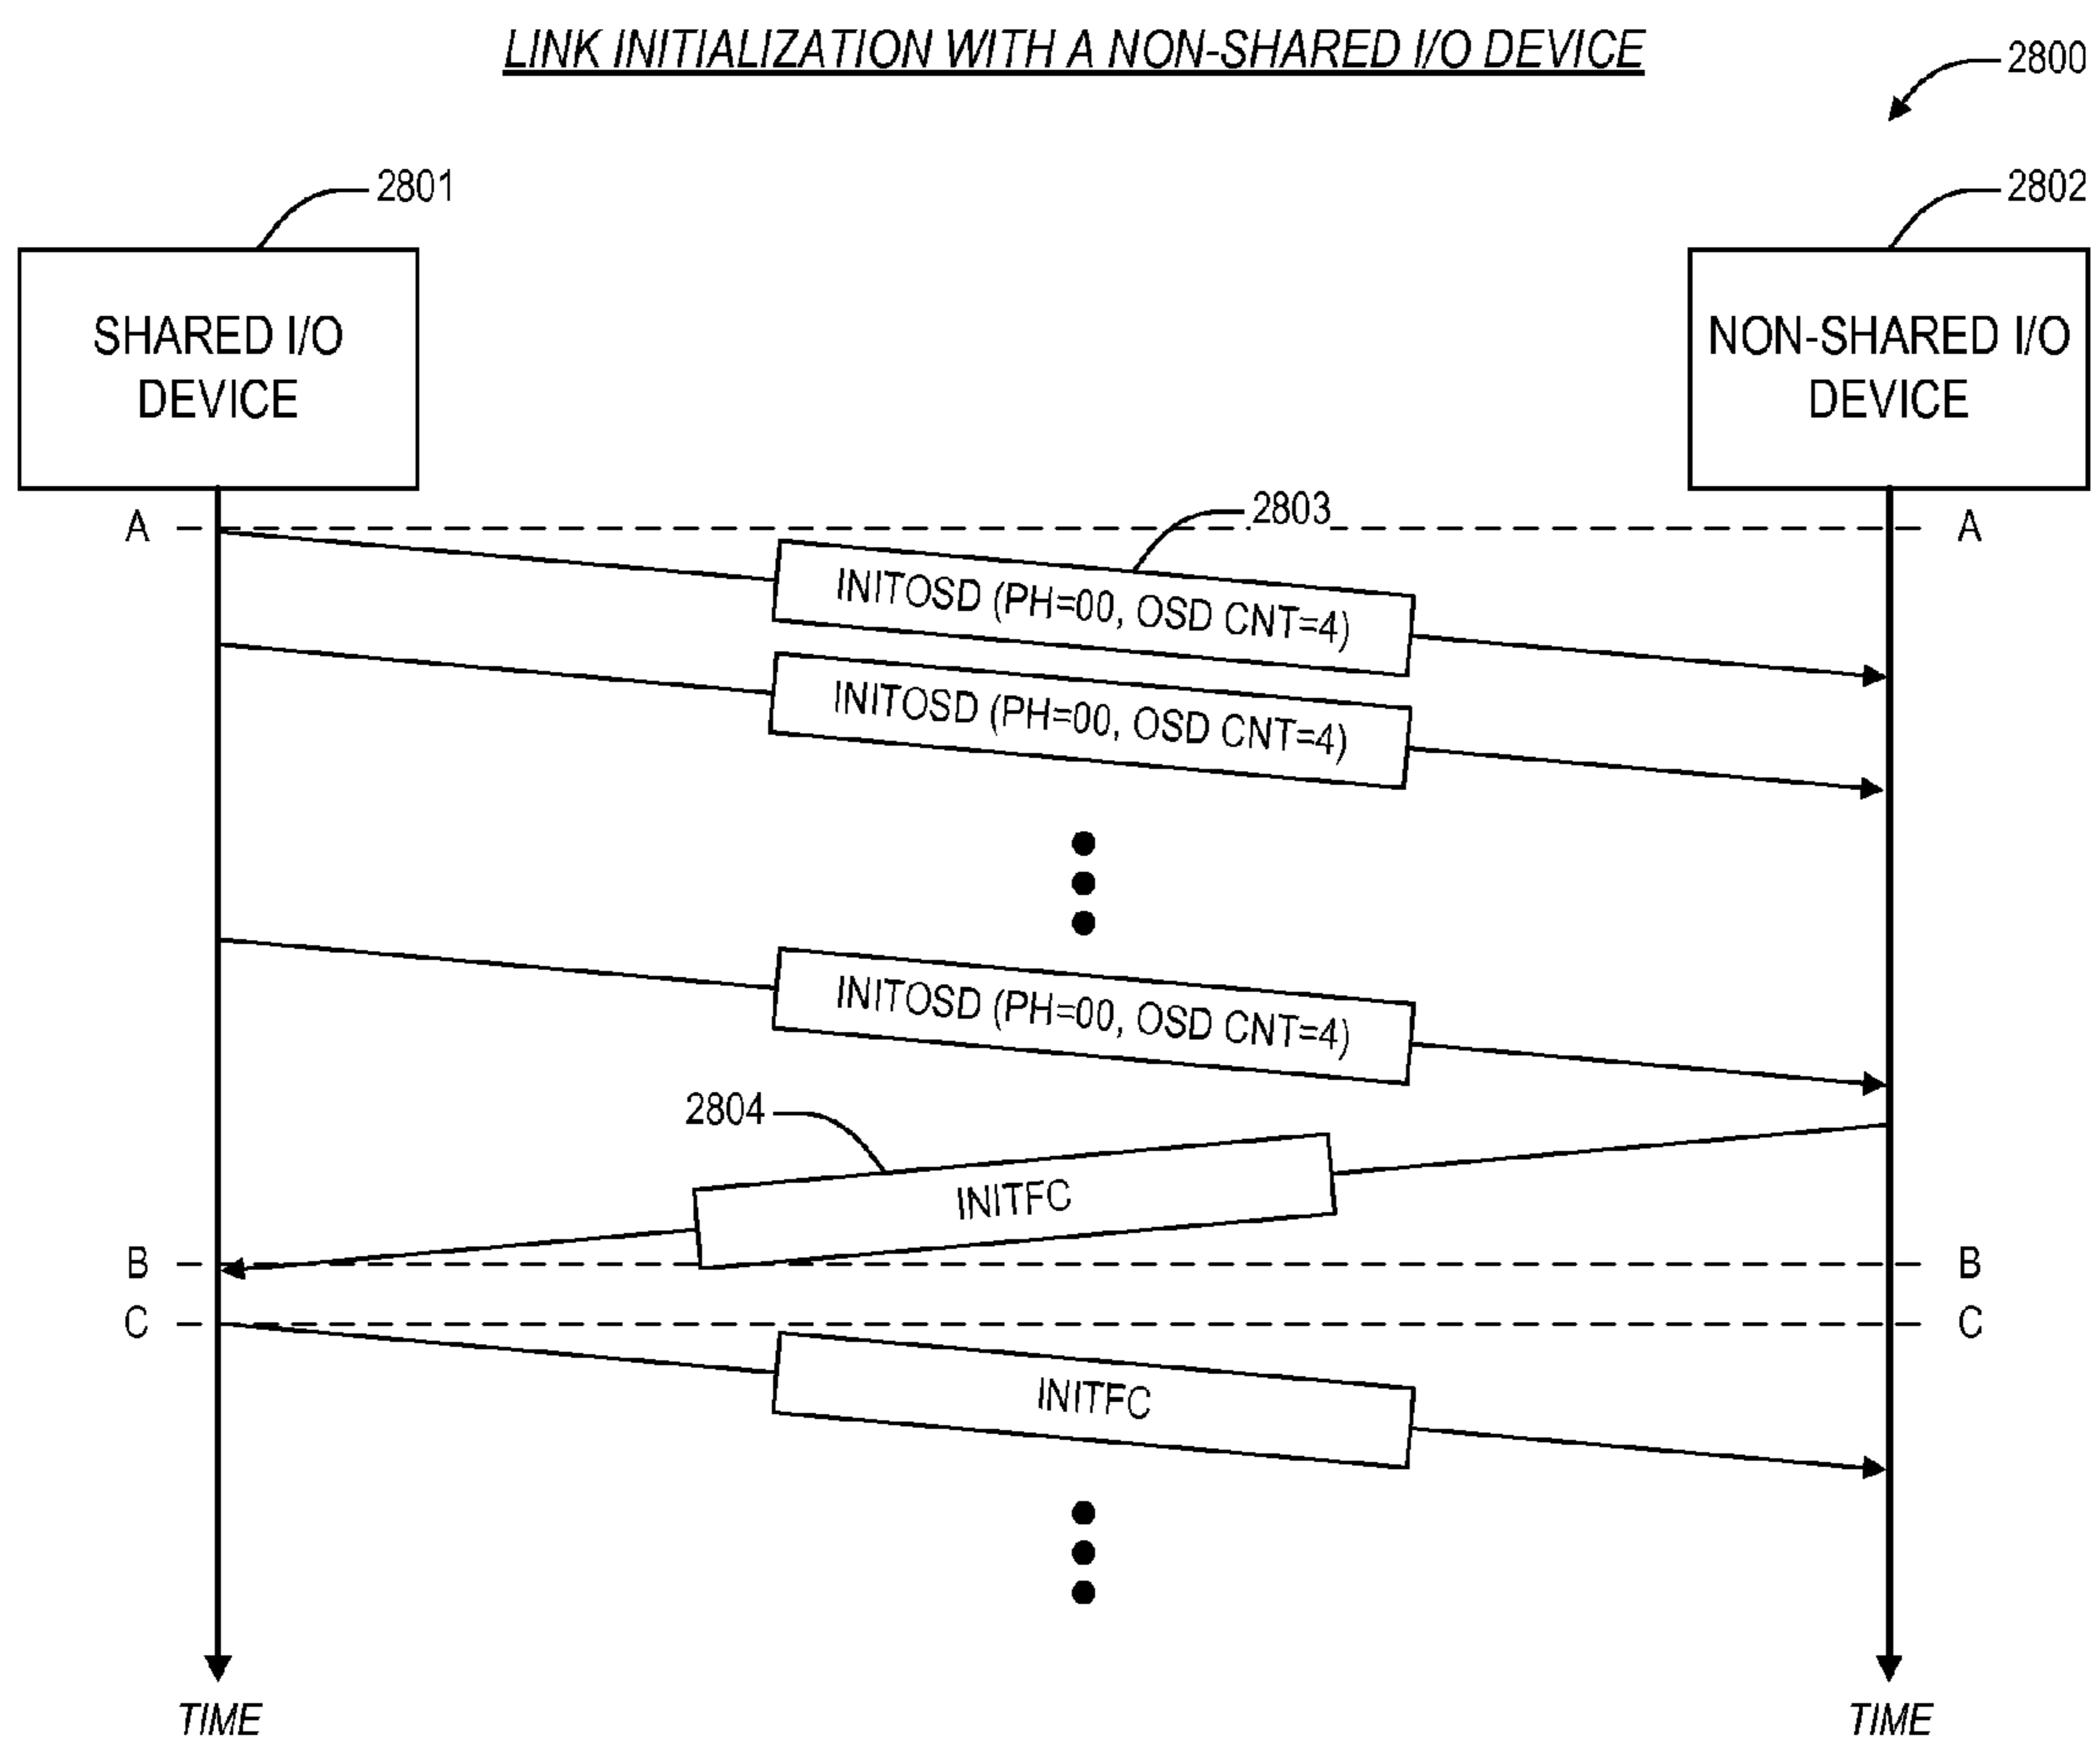 LINK INITIALIZATION WITH A NON-SHARED I/O DEVICE
2800
2801
2802
SHARED I/O
DEVICE
NON-SHARED I/O
DEVICE
A
2803
A
INITOSD (PH=00, OSD CNT=4)
INITOSD (PH=00, OSD CNT=4)
INITOSD (PH=00, OSD CNT=4)
2804
INITFC
B
B
C
C
INITFC
TIME
TIME